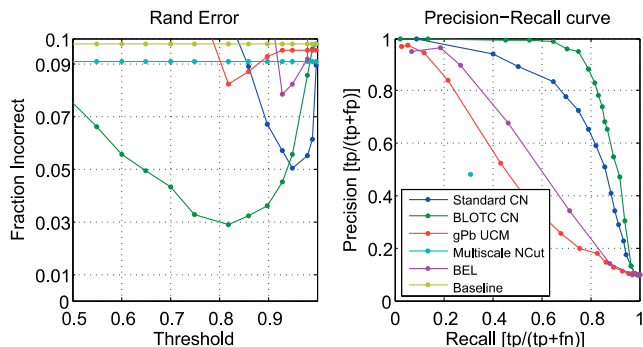 Rand Error
0.1
0.09
0.07
0.05
0.03
0.01
0
0.5
0.6
0.7
0.8
0.9
1
Fraction Incorrect
Threshold
Precision−Recall curve
1
0.8
0.6
0.4
0.2
0
0
0.2
0.4
0.6
0.8
1
Precision [tp/(tp+fp)]
Recall [tp/(tp+fn)]
Standard CN
BLOTC CN
gPb UCM
Multiscale NCut
BEL
Baseline